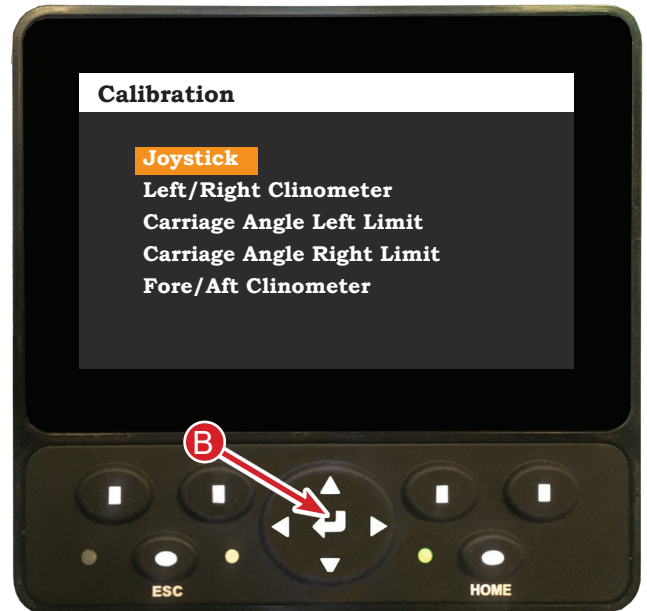 Calibration
Joystick
Left/Right Clinometer
Carriage Angle Left Limit
Carriage Angle Right Limit
Fore/Aft Clinometer
B
ESC
HOME